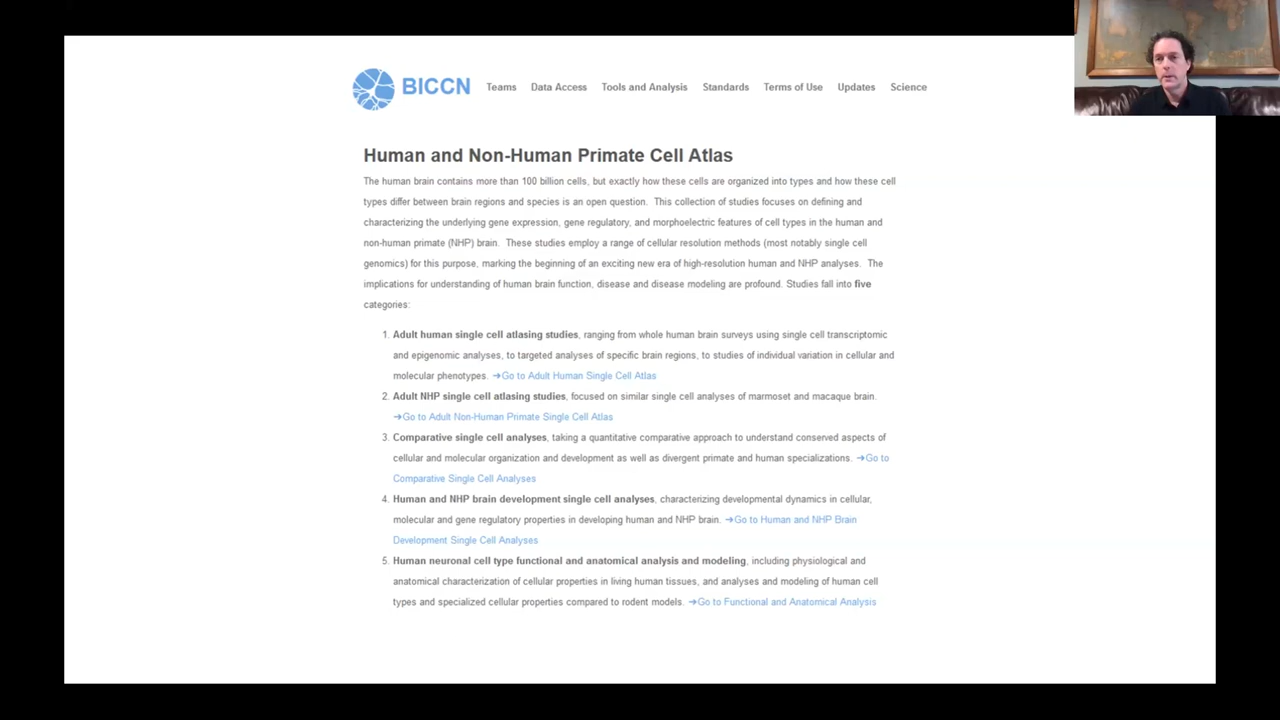 BICCN Teams Data Access Tools and Analysis Standards Terms of Use Updates Science
Human and Non-Human Primate Cell Atlas
The human brain contains more than 100 billion cells, but exactly how these cells are organized into types and how these cell
types differ between brain regions and species is an open question. This collection of studies focuses on defining and
characterizing the underlying gene expression, gene regulatory, and morphoelectric features of cell types in the human and
non-human primate (NHP) brain. These studies employ a range of cellular resolution methods (most notably single cell
genomics) for this purpose, marking the beginning of an exciting new era of high-resolution human and NHP analyses. The
implications for understanding of human brain function, disease and disease modeling are profound. Studies fall into five
categories:
1. Adult human single cell atlasing studies, ranging from whole human brain surveys using single cell transcriptomic
and epigenomic analyses, to targeted analyses of specific brain regions, to studies of individual variation in cellular and
molecular phenotypes. ➔Go to Adult Human Single Cell Atlas
2. Adult NHP single cell atlasing studies, focused on similar single cell analyses of marmoset and macaque brain.
➔Go to Adult Non-Human Primate Single Cell Atlas
3. Comparative single cell analyses, taking a quantitative comparative approach to understand conserved aspects of
cellular and molecular organization and development as well as divergent primate and human specializations. ➔Go to
Comparative Single Cell Analyses
4. Human and NHP brain development single cell analyses, characterizing developmental dynamics in cellular,
molecular and gene regulatory properties in developing human and NHP brain. ➔Go to Human and NHP Brain
Development Single Cell Analyses
5. Human neuronal cell type functional and anatomical analysis and modeling, including physiological and
anatomical characterization of cellular properties in living human tissues, and analyses and modeling of human cell
types and specialized cellular properties compared to rodent models. ➔Go to Functional and Anatomical Analysis